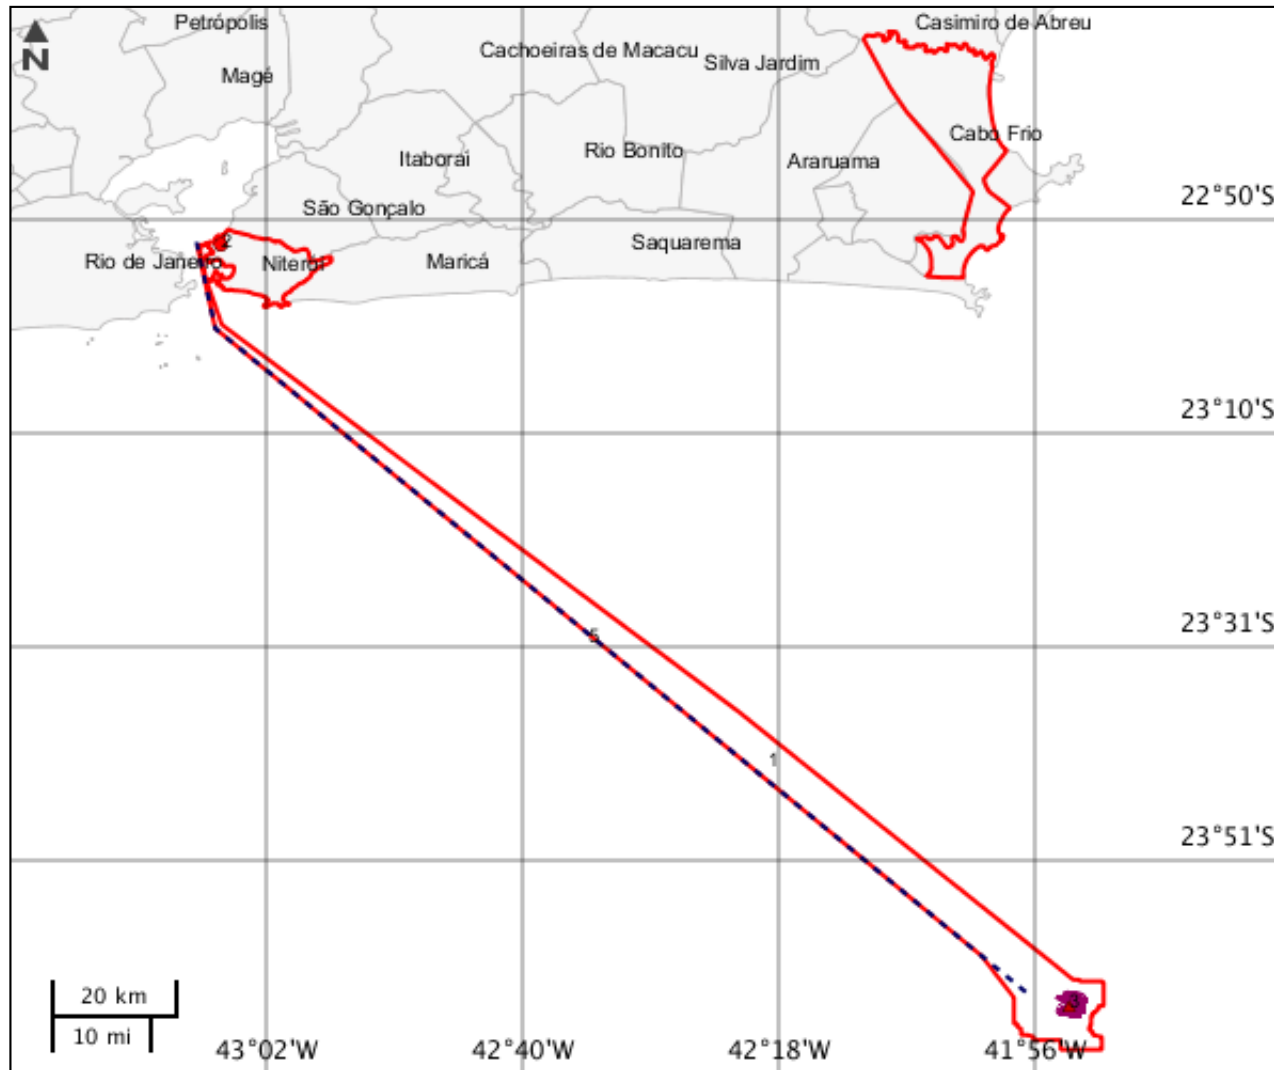 Petrópolis
Casimiro de Abreu
N
Cachoeiras de Macacu
Silva Jardim
Magé
Cabo Frio
Rio Bonito
Itaboraí
Araruama
22°50'S
São Gonçalo
2
Saquarema
Rio de Janeiro
Niterói
Maricá
23°10'S
23°31'S
5
1
23°51'S
20 km
3
10 mi
43°02'W
42°40'W
42°18'W
41°56'W